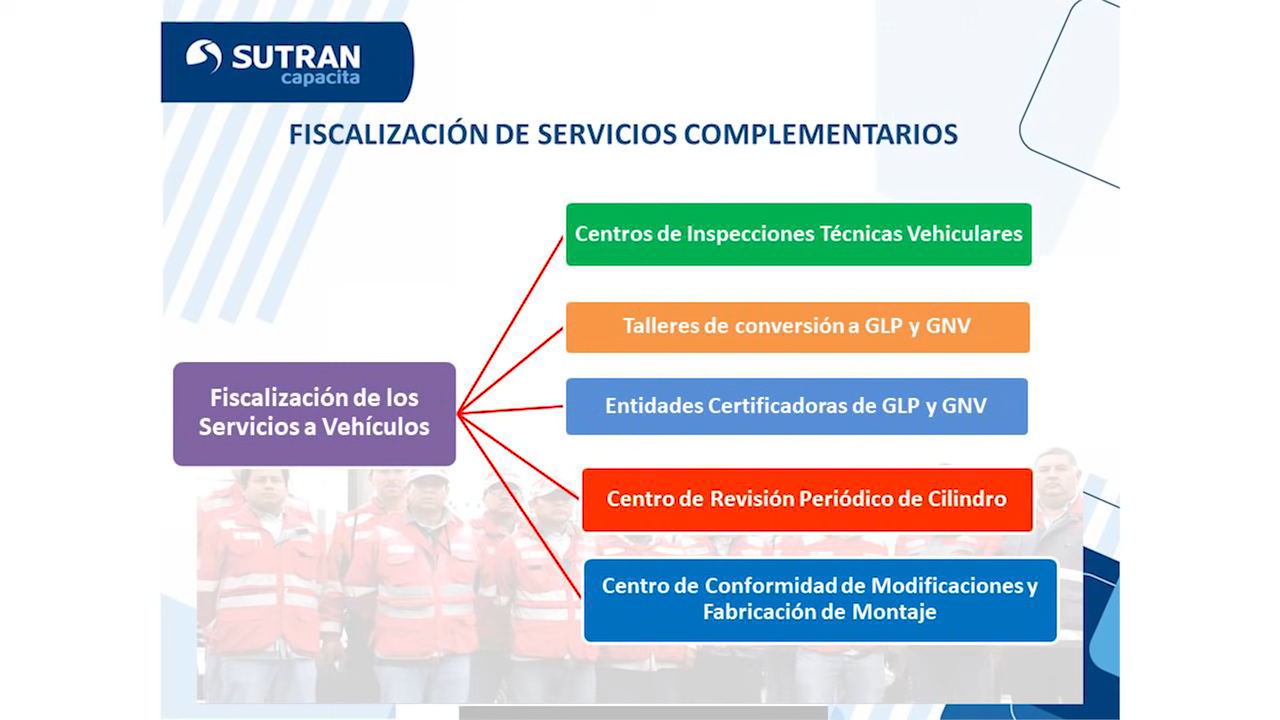 SUTRAN
capacita
FISCALIZACIÓN DE SERVICIOS COMPLEMENTARIOS
Centros de Inspecciones Técnicas Vehiculares
Talleres de conversión a GLP y GNV
Fiscalización de los
Servicios a Vehículos
Entidades Certificadoras de GLP y GNV
Centro de Revisión Periódico de Cilindro
Centro de Conformidad de Modificaciones y
Fabricación de Montaje